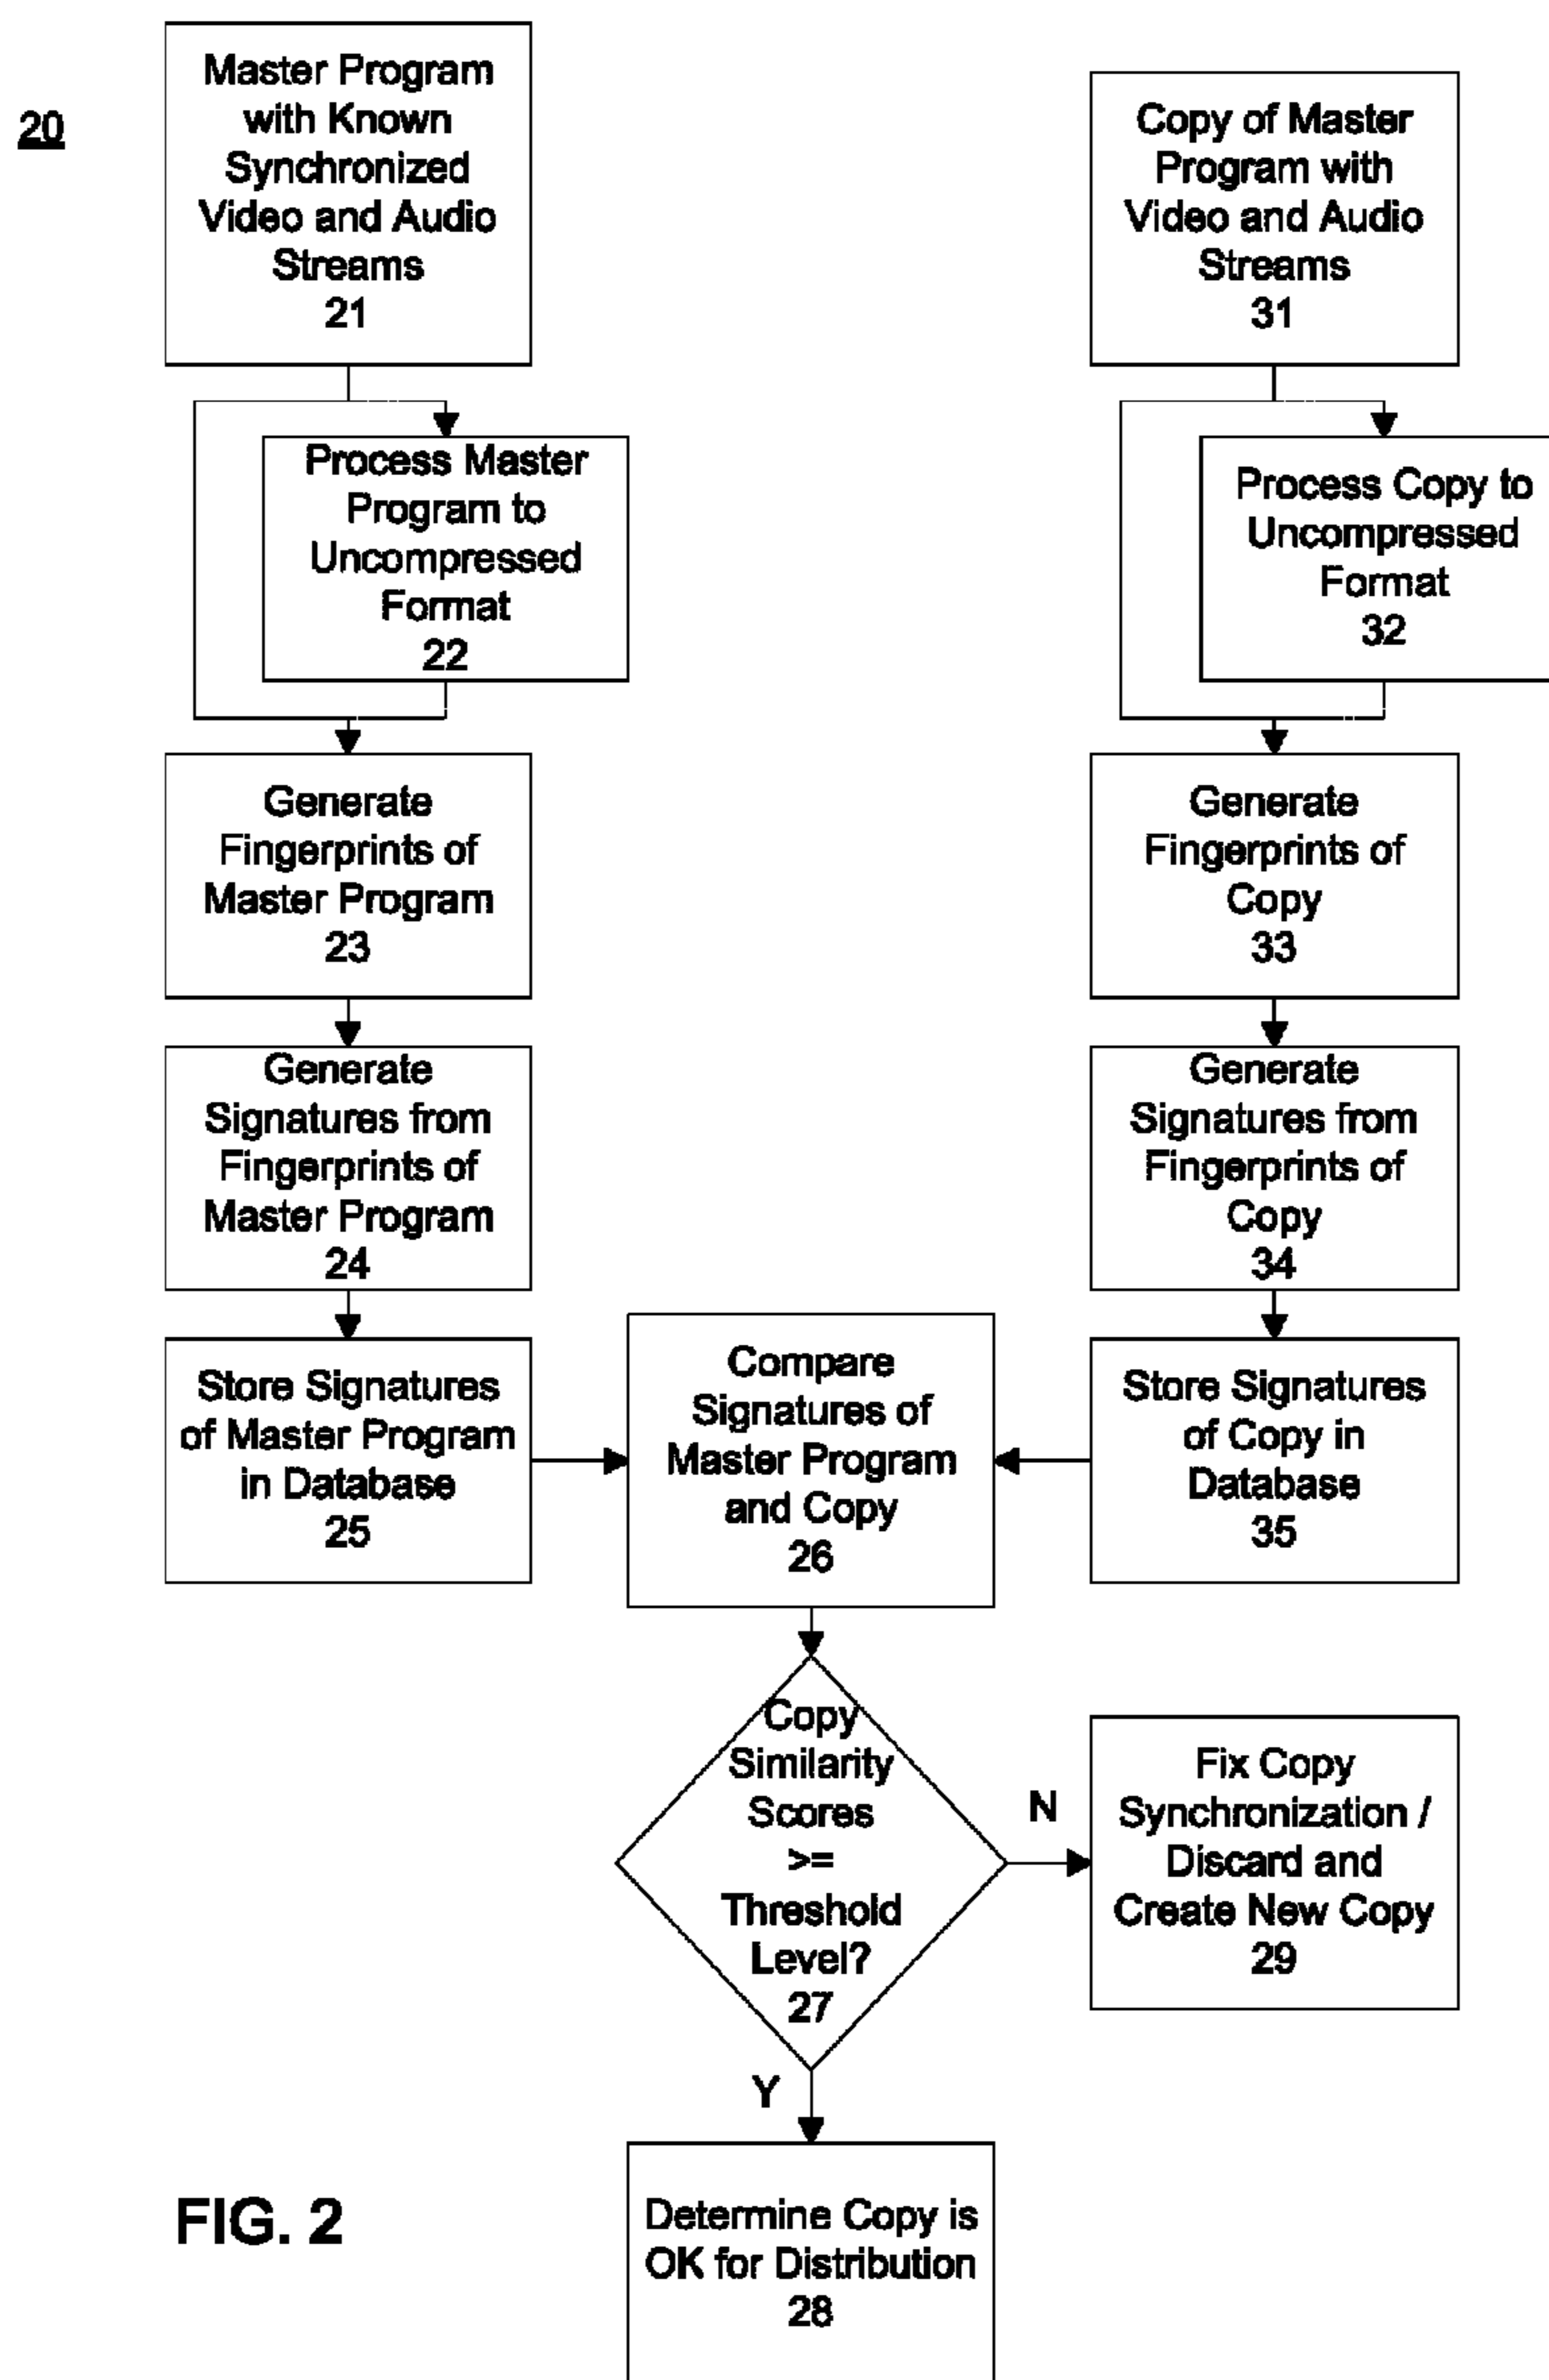 20
Master Program
with Known
Synchronized
Video and Audio
Streams
21
Copy of Master
Program with
Video and Audio
Streams
31
Process Master
Program to
Uncompressed
Format
22
Process Copy to
Uncompressed
Format
32
Generate
Fingerprints of
Master Program
23
Generate
Fingerprints of
Copy
33
Generate
Signatures from
Fingerprints of
Master Program
24
Generate
Signatures from
Fingerprints of
Copy
34
Store Signatures
of Master Program
in Database
25
Compare
Signatures of
Master Program
and Copy
26
Store Signatures
of Copy in
Database
35
Copy
Similarity
Scores
>=
Threshold
Level?
27
N
Fix Copy
Synchronization /
Discard and
Create New Copy
29
Y
Determine Copy is
OK for Distribution
28
FIG. 2